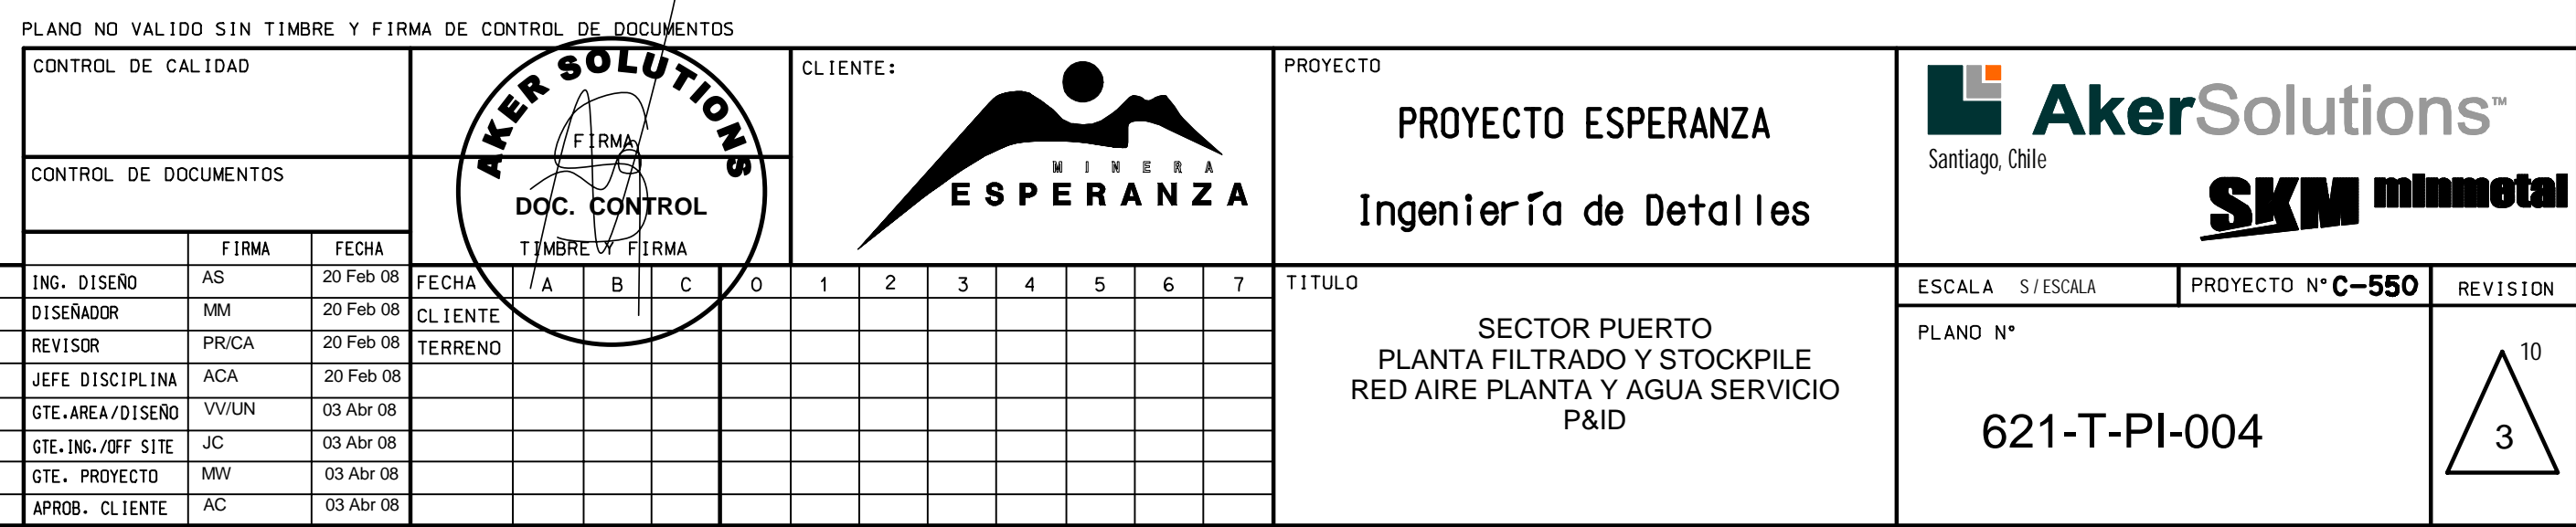 PLANO NO VALIDO SIN TIMBRE Y FIRMA DE CONTROL DE DOCUMENTOS
CONTROL DE CALIDAD
CONTROL DE DOCUMENTOS
AKER SOLUTIONS
FIRMA
DOC. CONTROL
TIMBRE Y FIRMA
CLIENTE:
MINERA
ESPERANZA
PROYECTO
PROYECTO ESPERANZA
Ingeniería de Detalles
AkerSolutions™
Santiago, Chile
SKM minmetal
FIRMA FECHA
ING. DISEÑO AS 20 Feb 08
DISEÑADOR MM 20 Feb 08
REVISOR PR/CA 20 Feb 08
JEFE DISCIPLINA ACA 20 Feb 08
GTE.AREA/DISEÑO VV/UN 03 Abr 08
GTE.ING./OFF SITE JC 03 Abr 08
GTE. PROYECTO MW 03 Abr 08
APROB. CLIENTE AC 03 Abr 08
FECHA A B C 0 1 2 3 4 5 6 7
CLIENTE
TERRENO
TITULO
SECTOR PUERTO
PLANTA FILTRADO Y STOCKPILE
RED AIRE PLANTA Y AGUA SERVICIO
P&ID
ESCALA S/ESCALA
PROYECTO N° C-550
REVISION
PLANO N°
621-T-PI-004
10
3